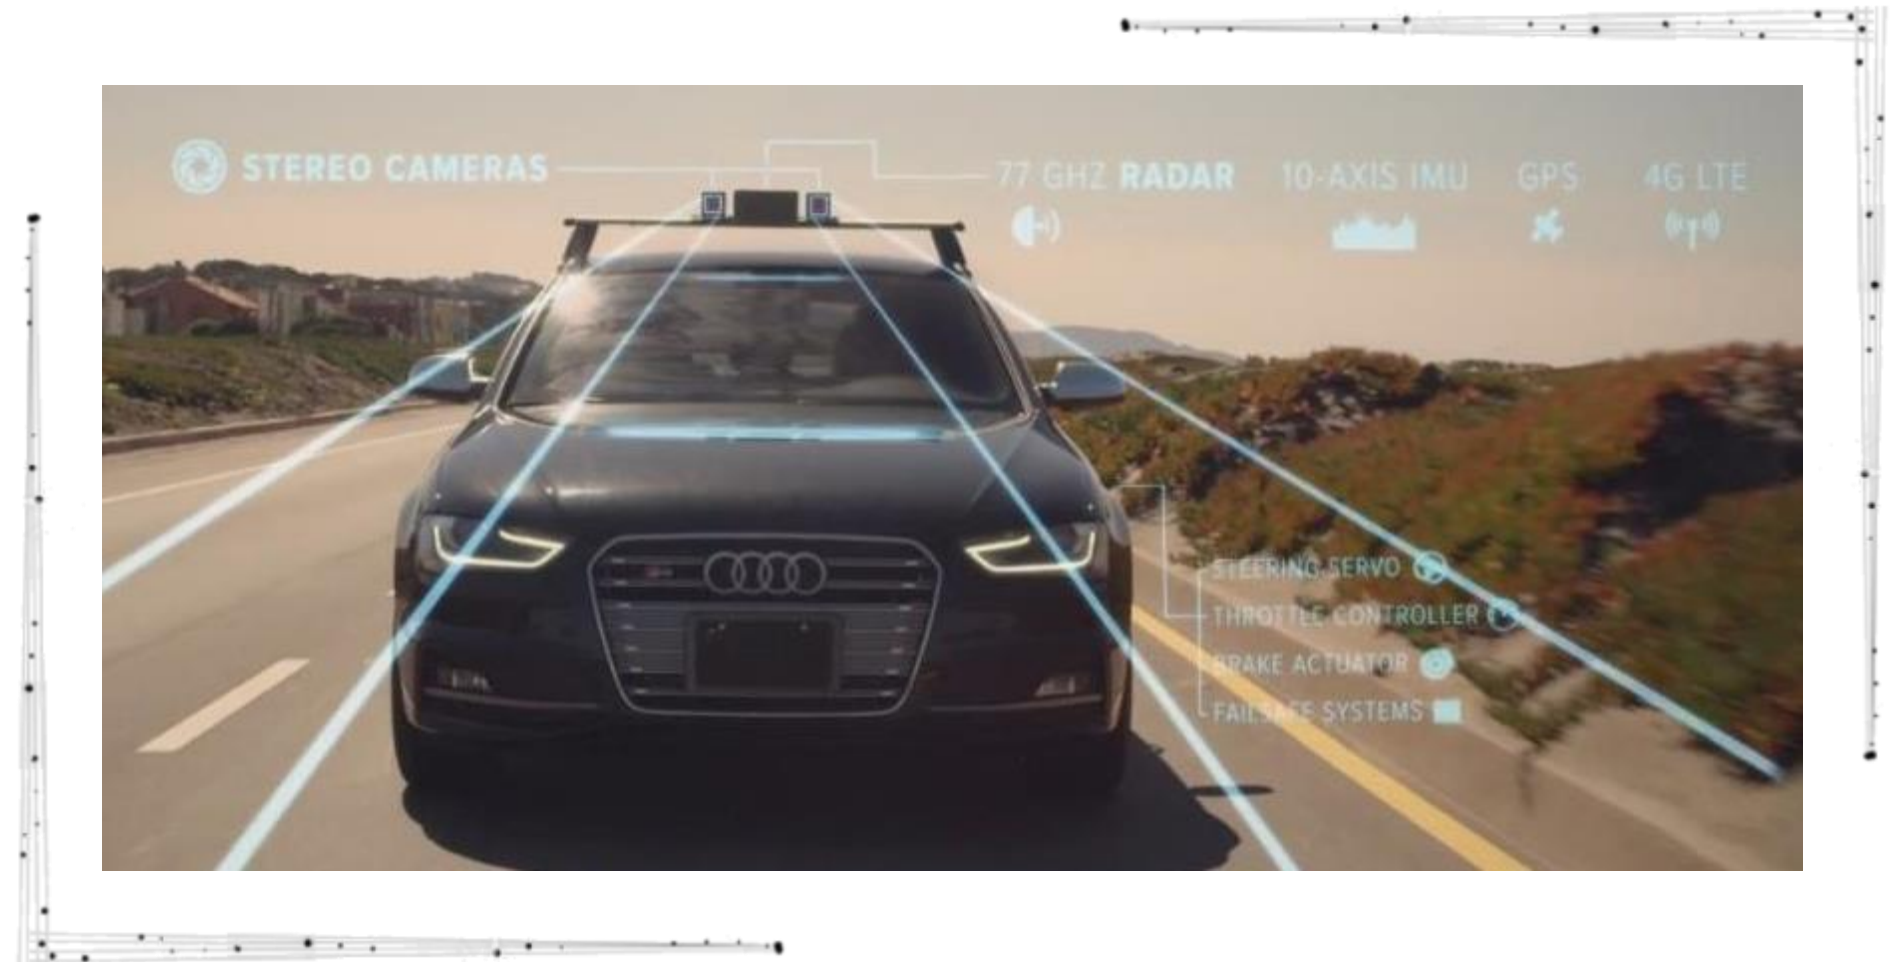 STEREO CAMERAS
77 GHZ RADAR
10-AXIS IMU
GPS
4G LTE
STEERING SERVO
THROTTLE CONTROLLER
BRAKE ACTUATOR
FAILSAFE SYSTEMS